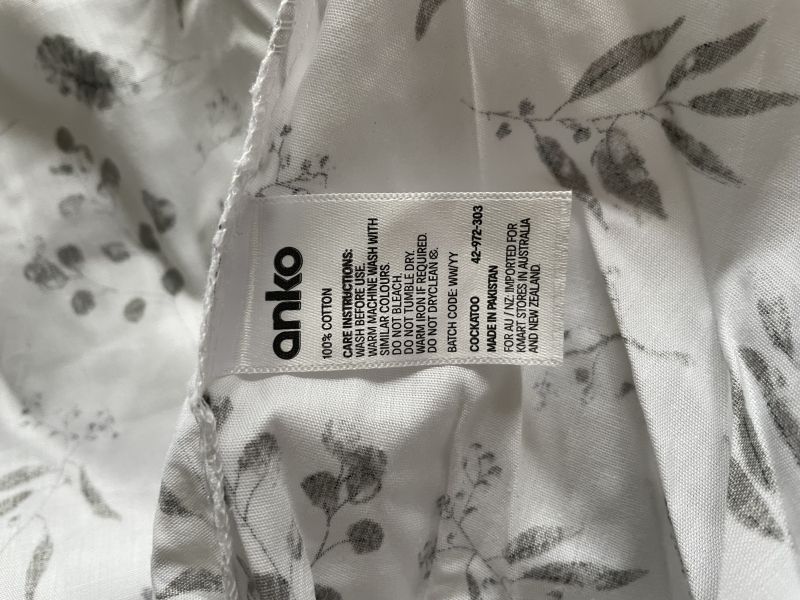 anko
100% COTTON
CARE INSTRUCTIONS:
WASH BEFORE USE.
WARM MACHINE WASH WITH
SIMILAR COLOURS.
DO NOT BLEACH.
DO NOT TUMBLE DRY.
WARM IRON IF REQUIRED.
DO NOT DRYCLEAN ⓢ.
BATCH CODE: WW/YY
COCKATOO 42-972-303
MADE IN PAKISTAN
FOR AU / NZ: IMPORTED FOR
KMART STORES IN AUSTRALIA
AND NEW ZEALAND